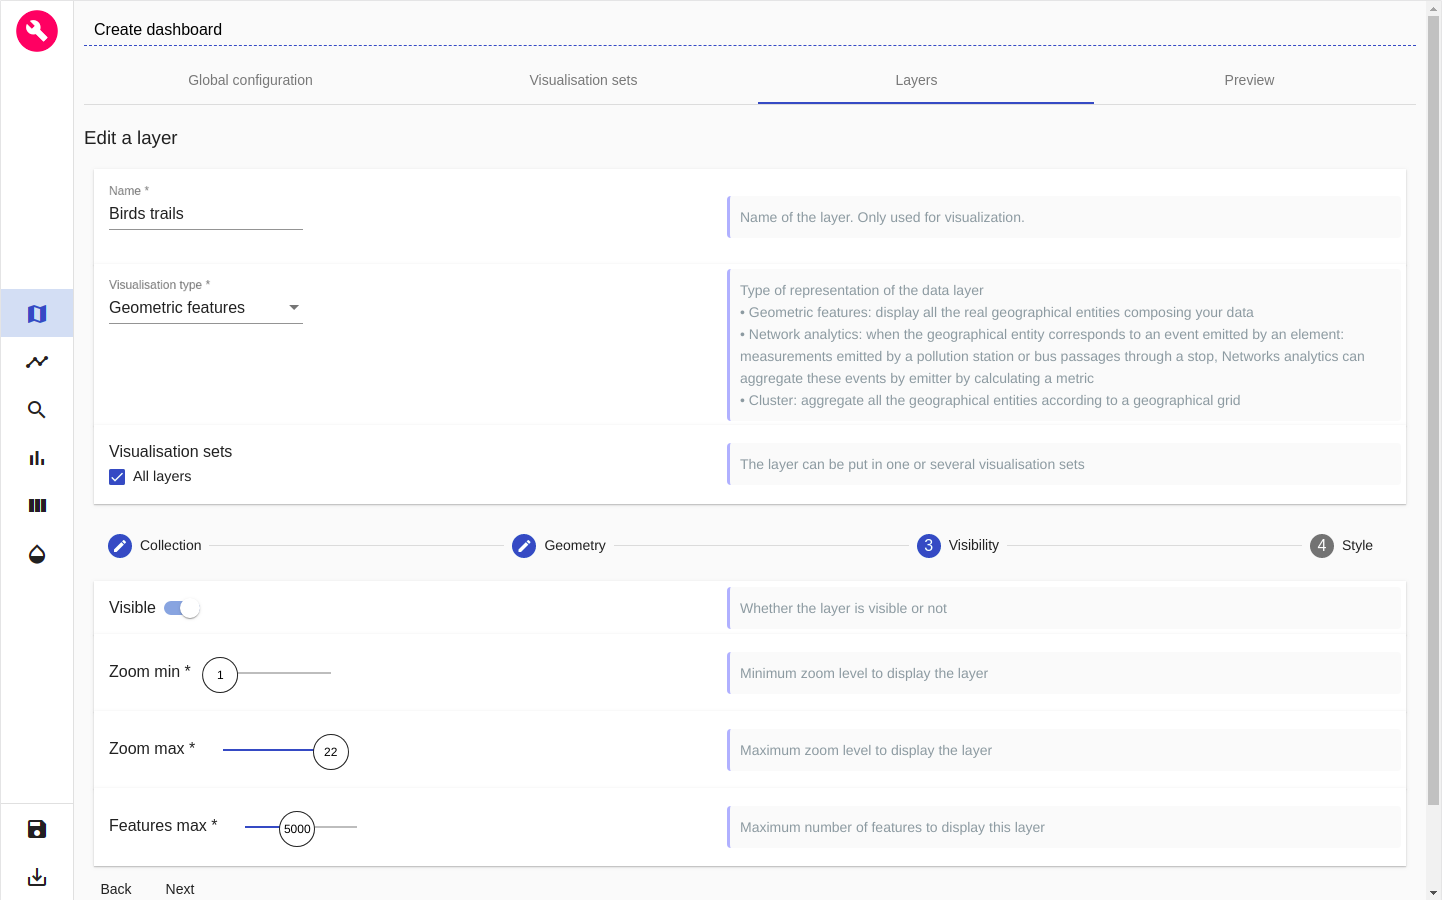 Create dashboard
Global configuration
Visualisation sets
Layers
Preview
Edit a layer
Name *
Birds trails
Name of the layer. Only used for visualization.
Visualisation type *
Geometric features
Type of representation of the data layer
• Geometric features: display all the real geographical entities composing your data
• Network analytics: when the geographical entity corresponds to an event emitted by an element:
measurements emitted by a pollution station or bus passages through a stop, Networks analytics can
aggregate these events by emitter by calculating a metric
• Cluster: aggregate all the geographical entities according to a geographical grid
Visualisation sets
All layers
The layer can be put in one or several visualisation sets
Collection
Geometry
3 Visibility
4 Style
Visible
Whether the layer is visible or not
Zoom min * 1
Minimum zoom level to display the layer
Zoom max * 22
Maximum zoom level to display the layer
Features max * 5000
Maximum number of features to display this layer
Back
Next